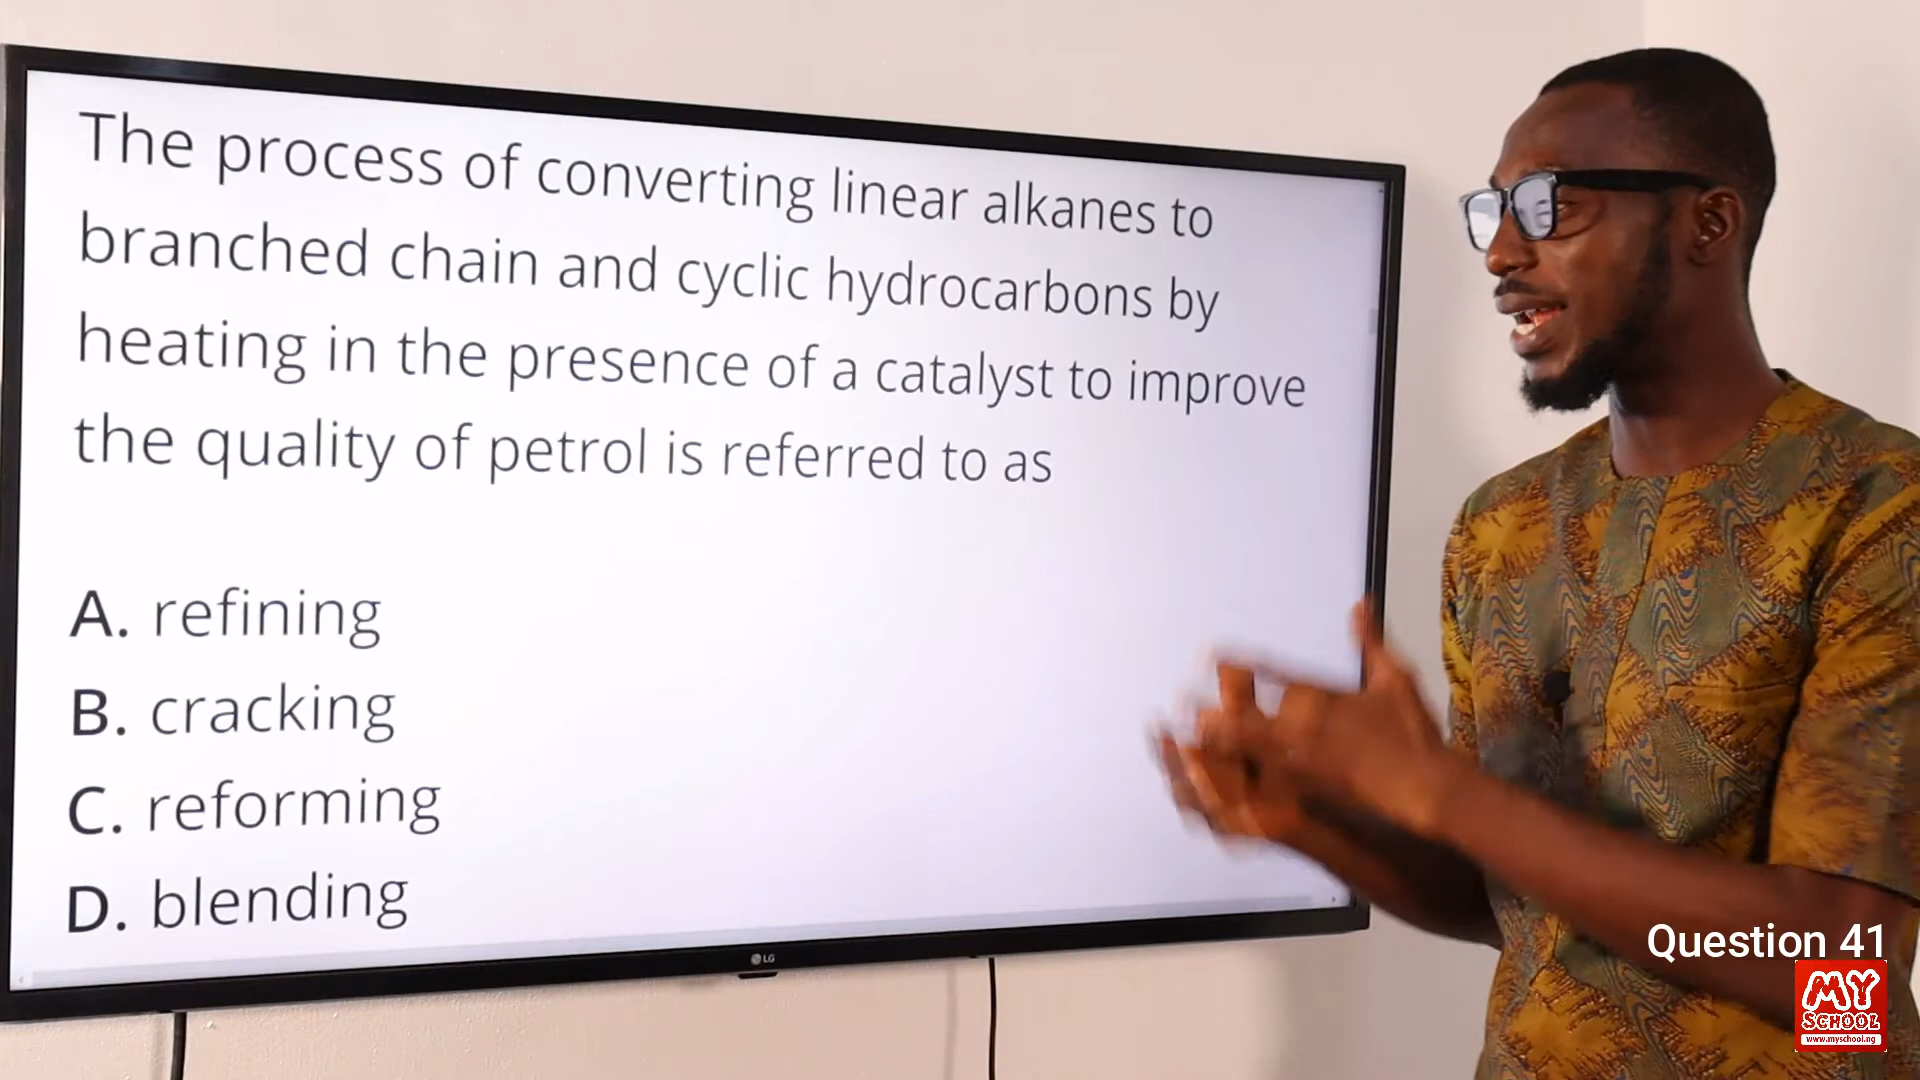 The process of converting linear alkanes to
branched chain and cyclic hydrocarbons by
heating in the presence of a catalyst to improve
the quality of petrol is referred to as
A. refining
B. cracking
C. reforming
D. blending
LG
Question 41
MY
SCHOOL
www.myschool.ng